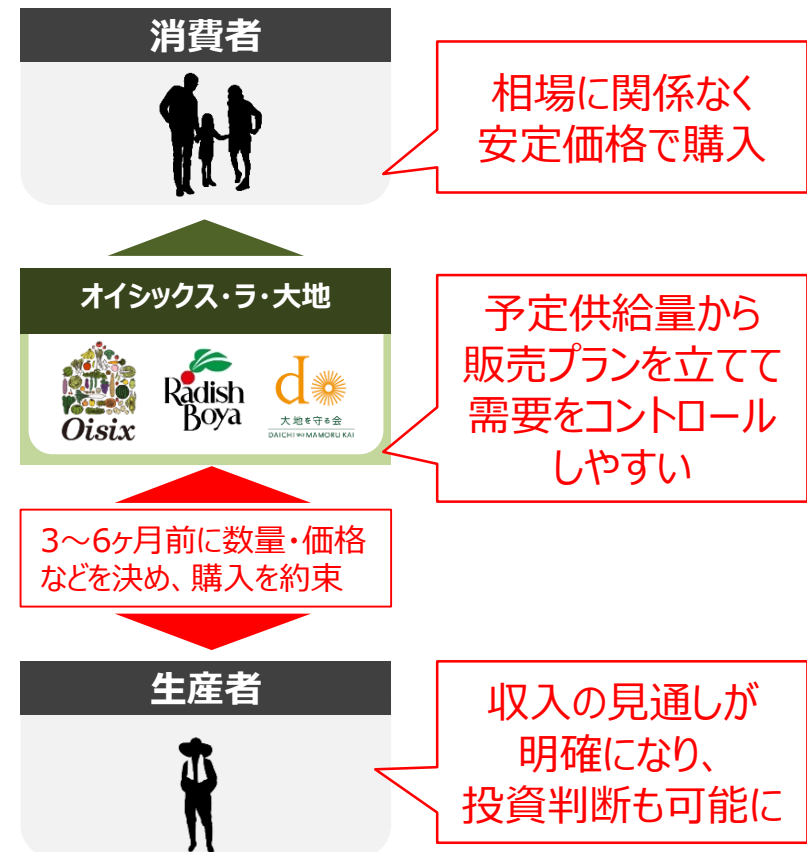 消費者
相場に関係なく
安定価格で購入
オイシックス・ラ・大地
Oisix
Radish
Boya
do
大地を守る会
DAICHI WO MAMORU KAI
予定供給量から
販売プランを立てて
需要をコントロール
しやすい
3～6ヶ月前に数量・価格
などを決め、購入を約束
生産者
収入の見通しが
明確になり、
投資判断も可能に